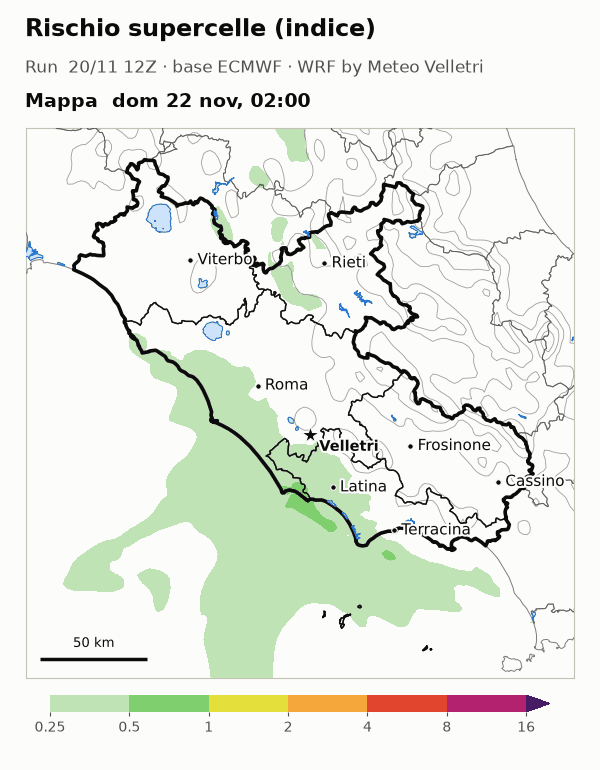 Rischio supercelle (indice)
Run 20/11 12Z · base ECMWF · WRF by Meteo Velletri
Mappa dom 22 nov, 02:00
Viterbo
Rieti
Roma
Velletri
Frosinone
Latina
Cassino
Terracina
50 km
0.25 0.5 1 2 4 8 16